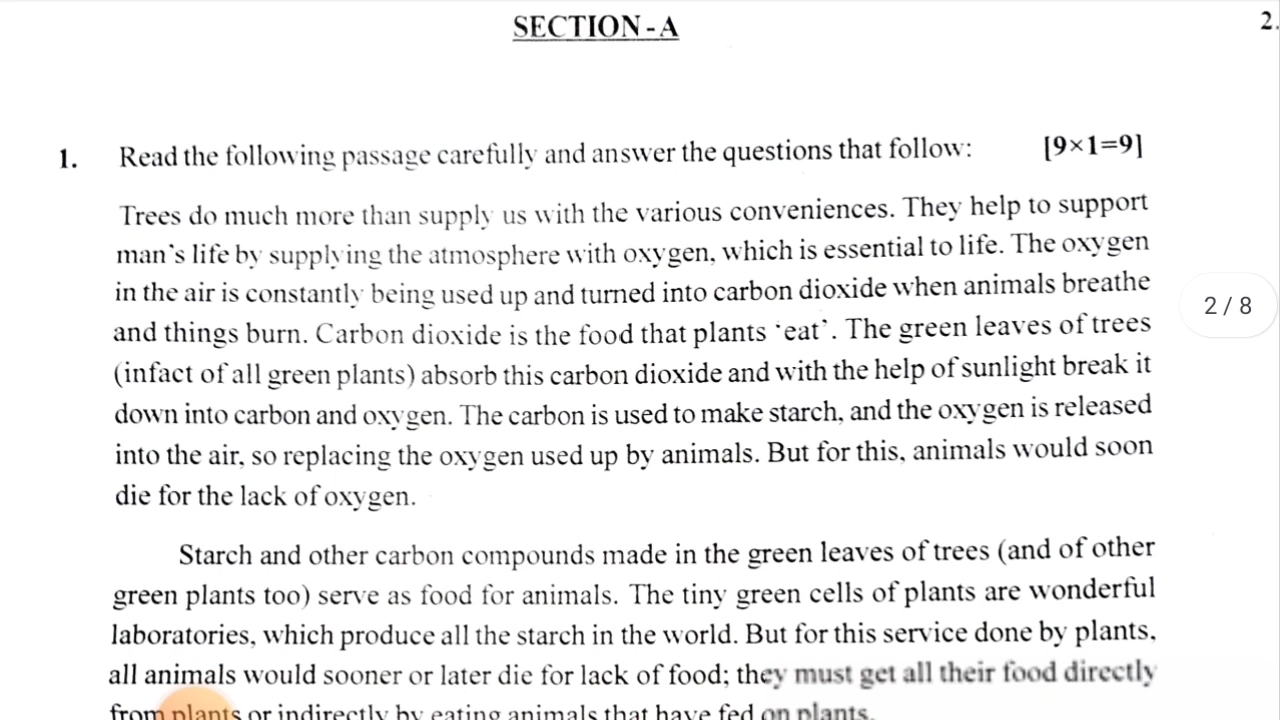 SECTION-A
2.
1. Read the following passage carefully and answer the questions that follow: [9×1=9]
Trees do much more than supply us with the various conveniences. They help to support
man's life by supplying the atmosphere with oxygen, which is essential to life. The oxygen
in the air is constantly being used up and turned into carbon dioxide when animals breathe
and things burn. Carbon dioxide is the food that plants 'eat'. The green leaves of trees
(infact of all green plants) absorb this carbon dioxide and with the help of sunlight break it
down into carbon and oxygen. The carbon is used to make starch, and the oxygen is released
into the air, so replacing the oxygen used up by animals. But for this, animals would soon
die for the lack of oxygen.
Starch and other carbon compounds made in the green leaves of trees (and of other
green plants too) serve as food for animals. The tiny green cells of plants are wonderful
laboratories, which produce all the starch in the world. But for this service done by plants,
all animals would sooner or later die for lack of food; they must get all their food directly
from plants or indirectly by eating animals that have fed on plants.
2 / 8